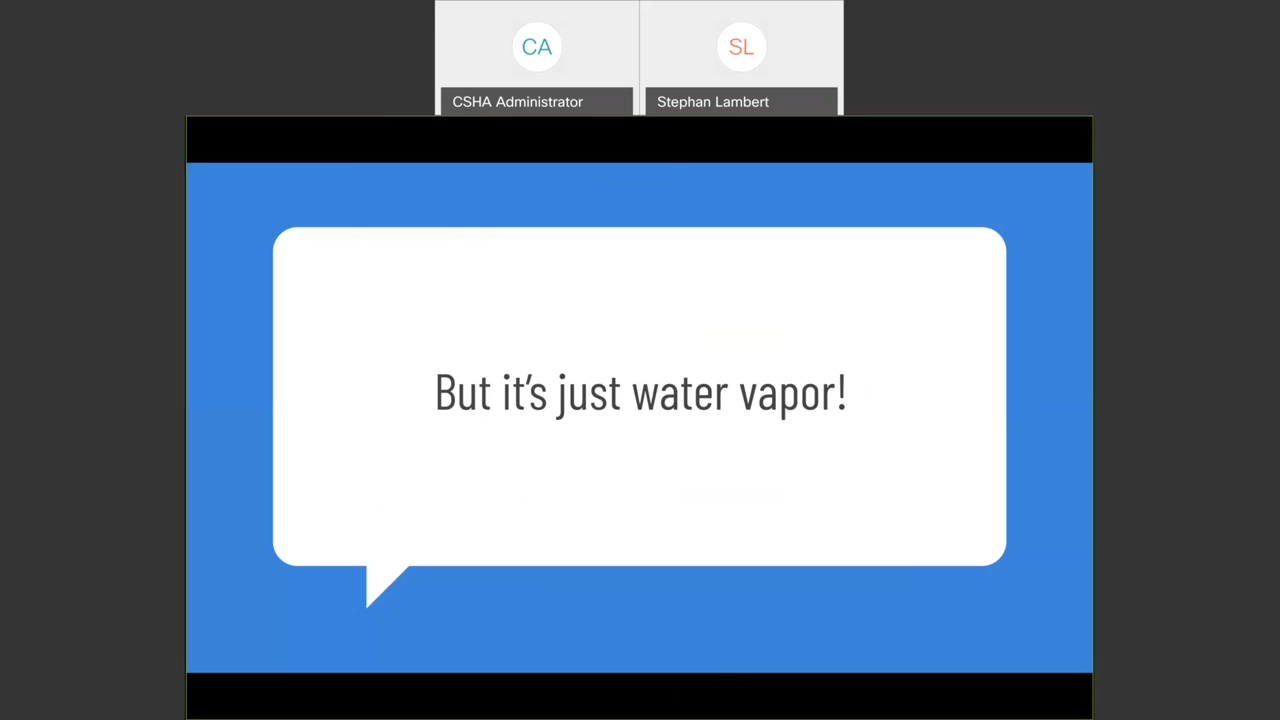 CA
SL
CSHA Administrator
Stephan Lambert
But it’s just water vapor!